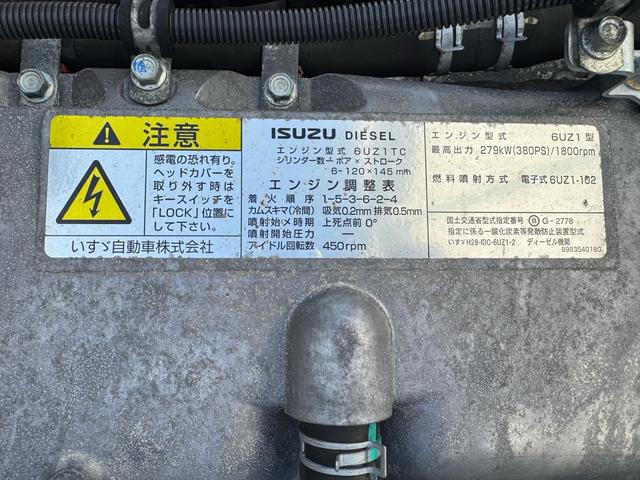 注意
感電の恐れ有り。
ヘッドカバーを
取り外す時は
キースイッチを
「LOCK」位置に
して下さい。
いすゞ自動車株式会社
ISUZU DIESEL
エンジン型式 6UZ1TC
シリンダー数−ボア×ストローク
6-120×145mm
エンジン調整表
着火順序 1-5-3-6-2-4
カムスキマ(冷間) 吸気0.2mm 排気0.5mm
噴射始メ時期 上死点前 0°
噴射開始圧力 —
アイドル回転数 450rpm
エンジン型式 6UZ1型
最高出力 279kW(380PS)/1800rpm
燃料噴射方式 電子式6UZ1-102
国土交通省型式指定番号 G-2778
指定に係る一酸化炭素等発散防止装置型式
いすゞH28-IDC-6UZ1-2 ディーゼル機関
8983540180